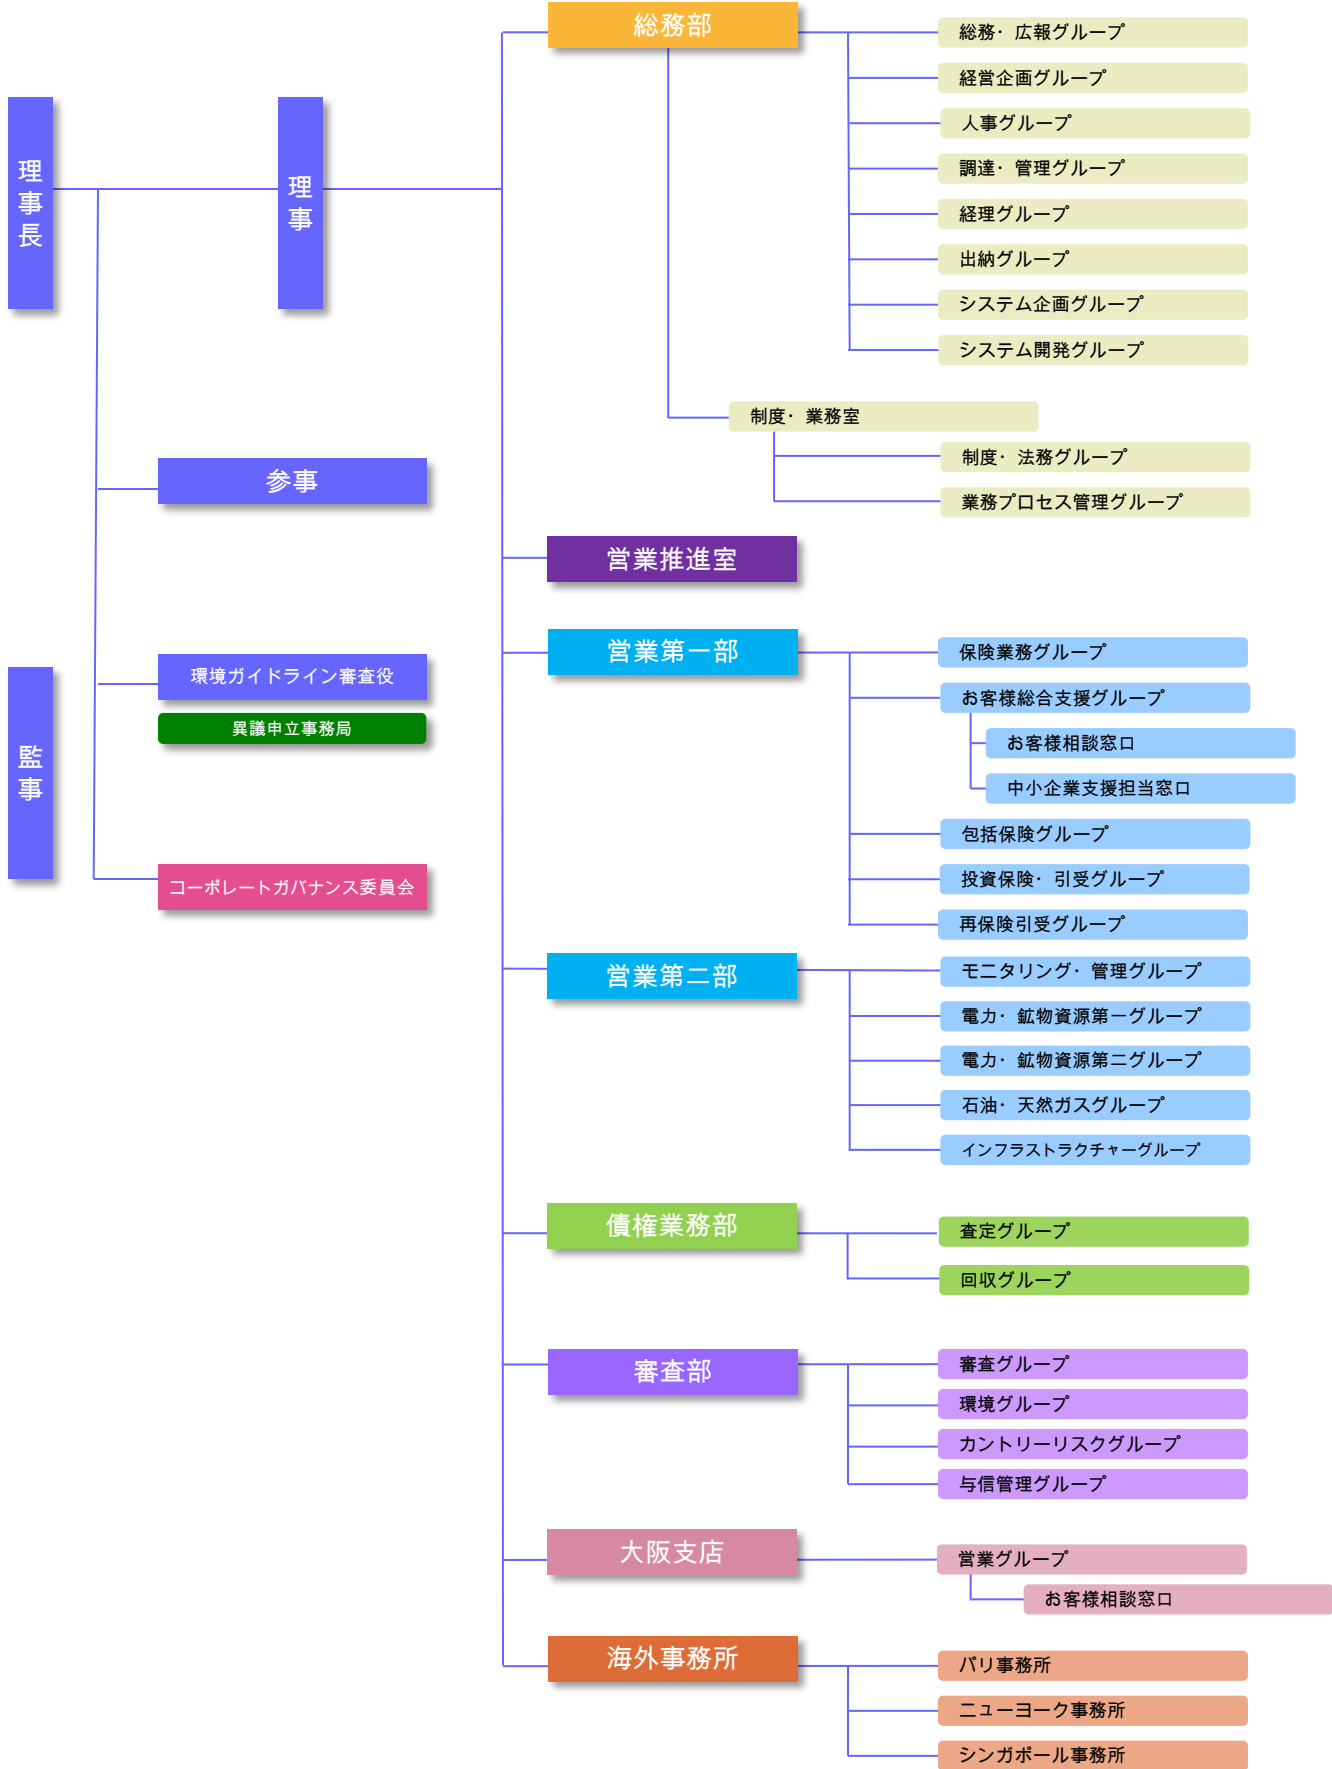 理事長
理事
参事
環境ガイドライン審査役
異議申立事務局
監事
コーポレートガバナンス委員会
総務部
総務・広報グループ
経営企画グループ
人事グループ
調達・管理グループ
経理グループ
出納グループ
システム企画グループ
システム開発グループ
制度・業務室
制度・法務グループ
業務プロセス管理グループ
営業推進室
営業第一部
保険業務グループ
お客様総合支援グループ
お客様相談窓口
中小企業支援担当窓口
包括保険グループ
投資保険・引受グループ
再保険引受グループ
営業第二部
モニタリング・管理グループ
電力・鉱物資源第一グループ
電力・鉱物資源第二グループ
石油・天然ガスグループ
インフラストラクチャーグループ
債権業務部
査定グループ
回収グループ
審査部
審査グループ
環境グループ
カントリーリスクグループ
与信管理グループ
大阪支店
営業グループ
お客様相談窓口
海外事務所
パリ事務所
ニューヨーク事務所
シンガポール事務所